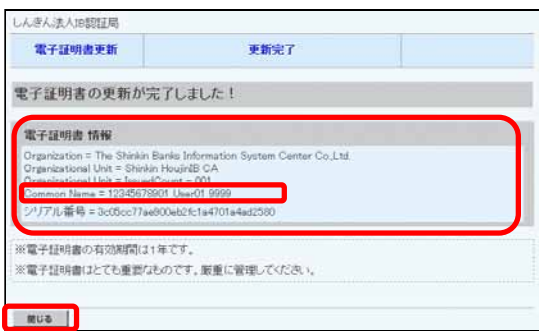 しんきん法人IB認証局
電子証明書更新 更新完了
電子証明書の更新が完了しました！
電子証明書 情報
Organization = The Shinkin Banks Information System Center Co.,Ltd.
Organizational Unit = Shinkin HoujinIB CA
Organizational Unit = IssuedCount = 001
Common Name = 12345678901 User01 9999
シリアル番号 = 3c05cc77ae800eb2fc1a4701a4ad2580
※電子証明書の有効期間は1年です。
※電子証明書はとても重要なものです。厳重に管理してください。
閉じる